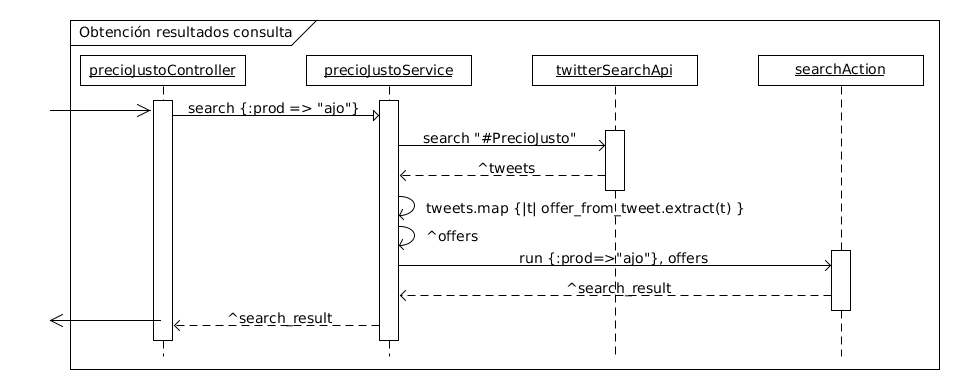 Obtención resultados consulta
precioJustoController
precioJustoService
twitterSearchApi
searchAction
search {:prod => "ajo"}
search "#PrecioJusto"
^tweets
tweets.map {|t| offer_from_tweet.extract(t) }
^offers
run {:prod=>"ajo"}, offers
^search_result
^search_result